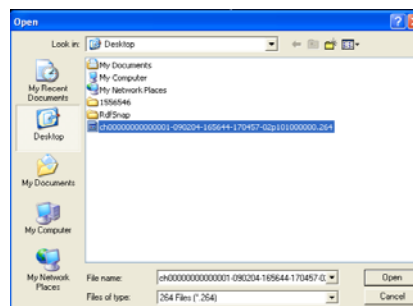 Open
Look in: Desktop
My Documents
My Computer
My Network Places
1556546
RdfSnap
ch00000000000001-090204-165644-170457-02p101000000.264
My Recent
Documents
Desktop
My Documents
My Computer
My Network
Places
File name: ch00000000000001-090204-165644-170457-0:
Open
Files of type: 264 Files (*.264)
Cancel